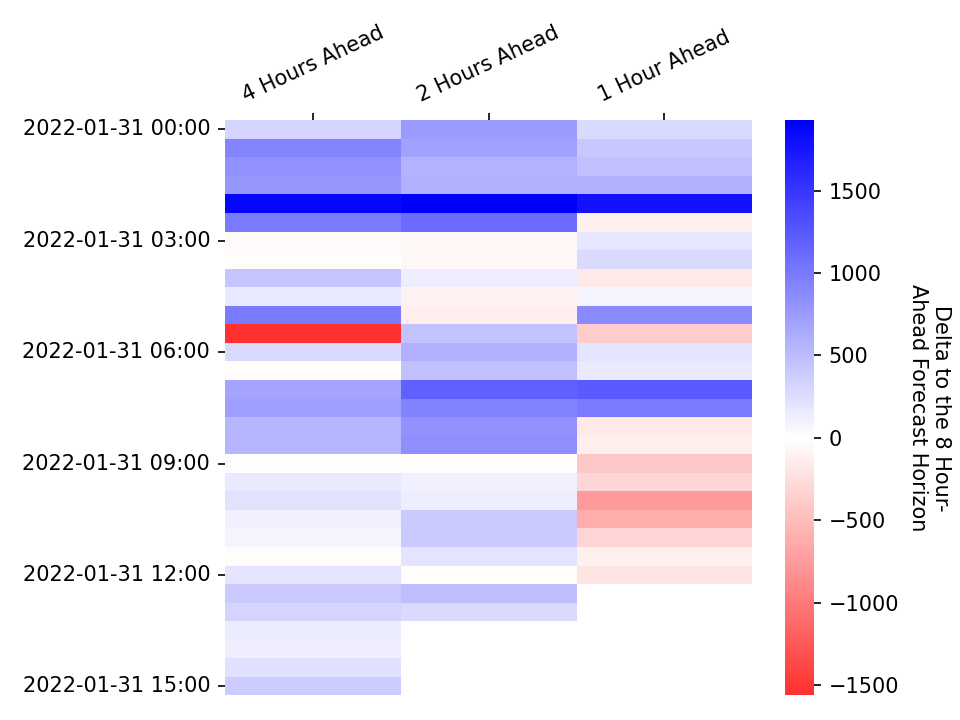 4 Hours Ahead
2 Hours Ahead
1 Hour Ahead
2022-01-31 00:00
2022-01-31 03:00
2022-01-31 06:00
2022-01-31 09:00
2022-01-31 12:00
2022-01-31 15:00
1500
1000
500
0
−500
−1000
−1500
Delta to the 8 Hour-
Ahead Forecast Horizon